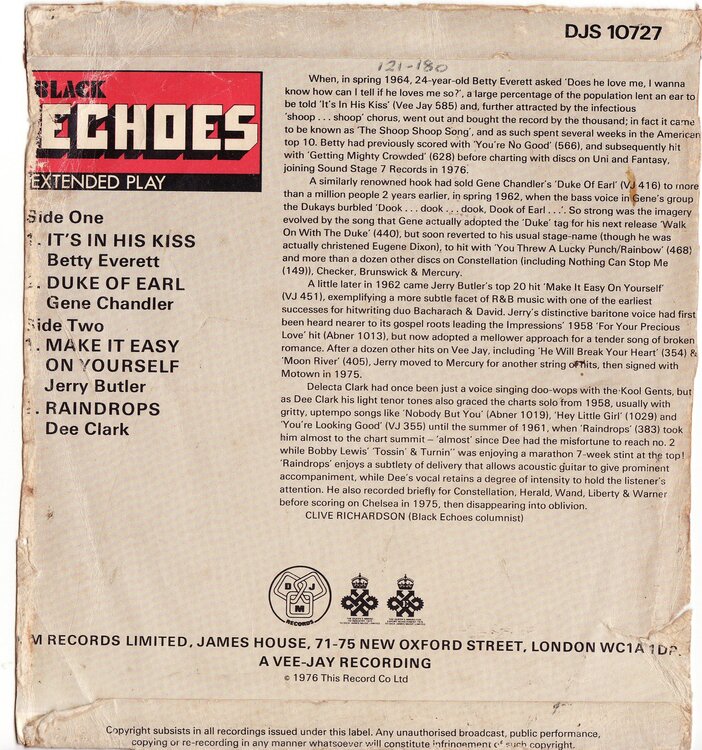 DJS 10727
121-180
BLACK
ECHOES
EXTENDED PLAY
Side One
. IT'S IN HIS KISS
Betty Everett
. DUKE OF EARL
Gene Chandler
Side Two
1. MAKE IT EASY
ON YOURSELF
Jerry Butler
. RAINDROPS
Dee Clark
When, in spring 1964, 24-year-old Betty Everett asked 'Does he love me, I wanna
know how can I tell if he loves me so?', a large percentage of the population lent an ear to
be told 'It's In His Kiss' (Vee Jay 585) and, further attracted by the infectious
'shoop . . . shoop' chorus, went out and bought the record by the thousand; in fact it came
to be known as 'The Shoop Shoop Song', and as such spent several weeks in the American
top 10. Betty had previously scored with 'You're No Good' (566), and subsequently hit
with 'Getting Mighty Crowded' (628) before charting with discs on Uni and Fantasy,
joining Sound Stage 7 Records in 1976.
A similarly renowned hook had sold Gene Chandler's 'Duke Of Earl' (VJ 416) to more
than a million people 2 years earlier, in spring 1962, when the bass voice in Gene's group
the Dukays burbled 'Dook . . . dook . . . dook, Dook of Earl . . .'. So strong was the imagery
evolved by the song that Gene actually adopted the 'Duke' tag for his next release 'Walk
On With The Duke' (440), but soon reverted to his usual stage-name (though he was
actually christened Eugene Dixon), to hit with 'You Threw A Lucky Punch/Rainbow' (468)
and more than a dozen other discs on Constellation (including Nothing Can Stop Me
(149)), Checker, Brunswick & Mercury.
A little later in 1962 came Jerry Butler's top 20 hit 'Make It Easy On Yourself'
(VJ 451), exemplifying a more subtle facet of R&B music with one of the earliest
successes for hitwriting duo Bacharach & David. Jerry's distinctive baritone voice had first
been heard nearer to its gospel roots leading the Impressions' 1958 'For Your Precious
Love' hit (Abner 1013), but now adopted a mellower approach for a tender song of broken
romance. After a dozen other hits on Vee Jay, including 'He Will Break Your Heart' (354) &
'Moon River' (405), Jerry moved to Mercury for another string of hits, then signed with
Motown in 1975.
Delecta Clark had once been just a voice singing doo-wops with the Kool Gents, but
as Dee Clark his light tenor tones also graced the charts solo from 1958, usually with
gritty, uptempo songs like 'Nobody But You' (Abner 1019), 'Hey Little Girl' (1029) and
'You're Looking Good' (VJ 355) until the summer of 1961, when 'Raindrops' (383) took
him almost to the chart summit – 'almost' since Dee had the misfortune to reach no. 2
while Bobby Lewis' 'Tossin' & Turnin'' was enjoying a marathon 7-week stint at the top!
'Raindrops' enjoys a subtlety of delivery that allows acoustic guitar to give prominent
accompaniment, while Dee's vocal retains a degree of intensity to hold the listener's
attention. He also recorded briefly for Constellation, Herald, Wand, Liberty & Warner
before scoring on Chelsea in 1975, then disappearing into oblivion.
CLIVE RICHARDSON (Black Echoes columnist)
D J
M
RECORDS
M RECORDS LIMITED, JAMES HOUSE, 71-75 NEW OXFORD STREET, LONDON WC1A 1DP.
A VEE-JAY RECORDING
© 1976 This Record Co Ltd
Copyright subsists in all recordings issued under this label. Any unauthorised broadcast, public performance,
copying or re-recording in any manner whatsoever will constitute infringement of such copyright.